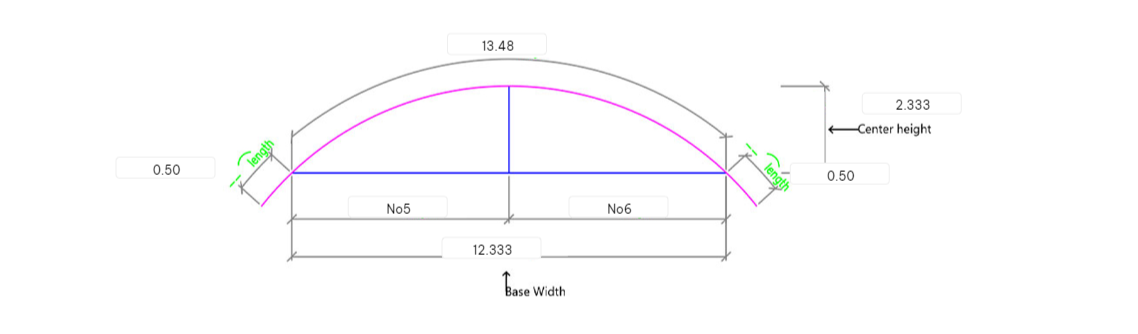 13.48
2.333
Center height
length
0.50
length
0.50
No5
No6
12.333
Base Width